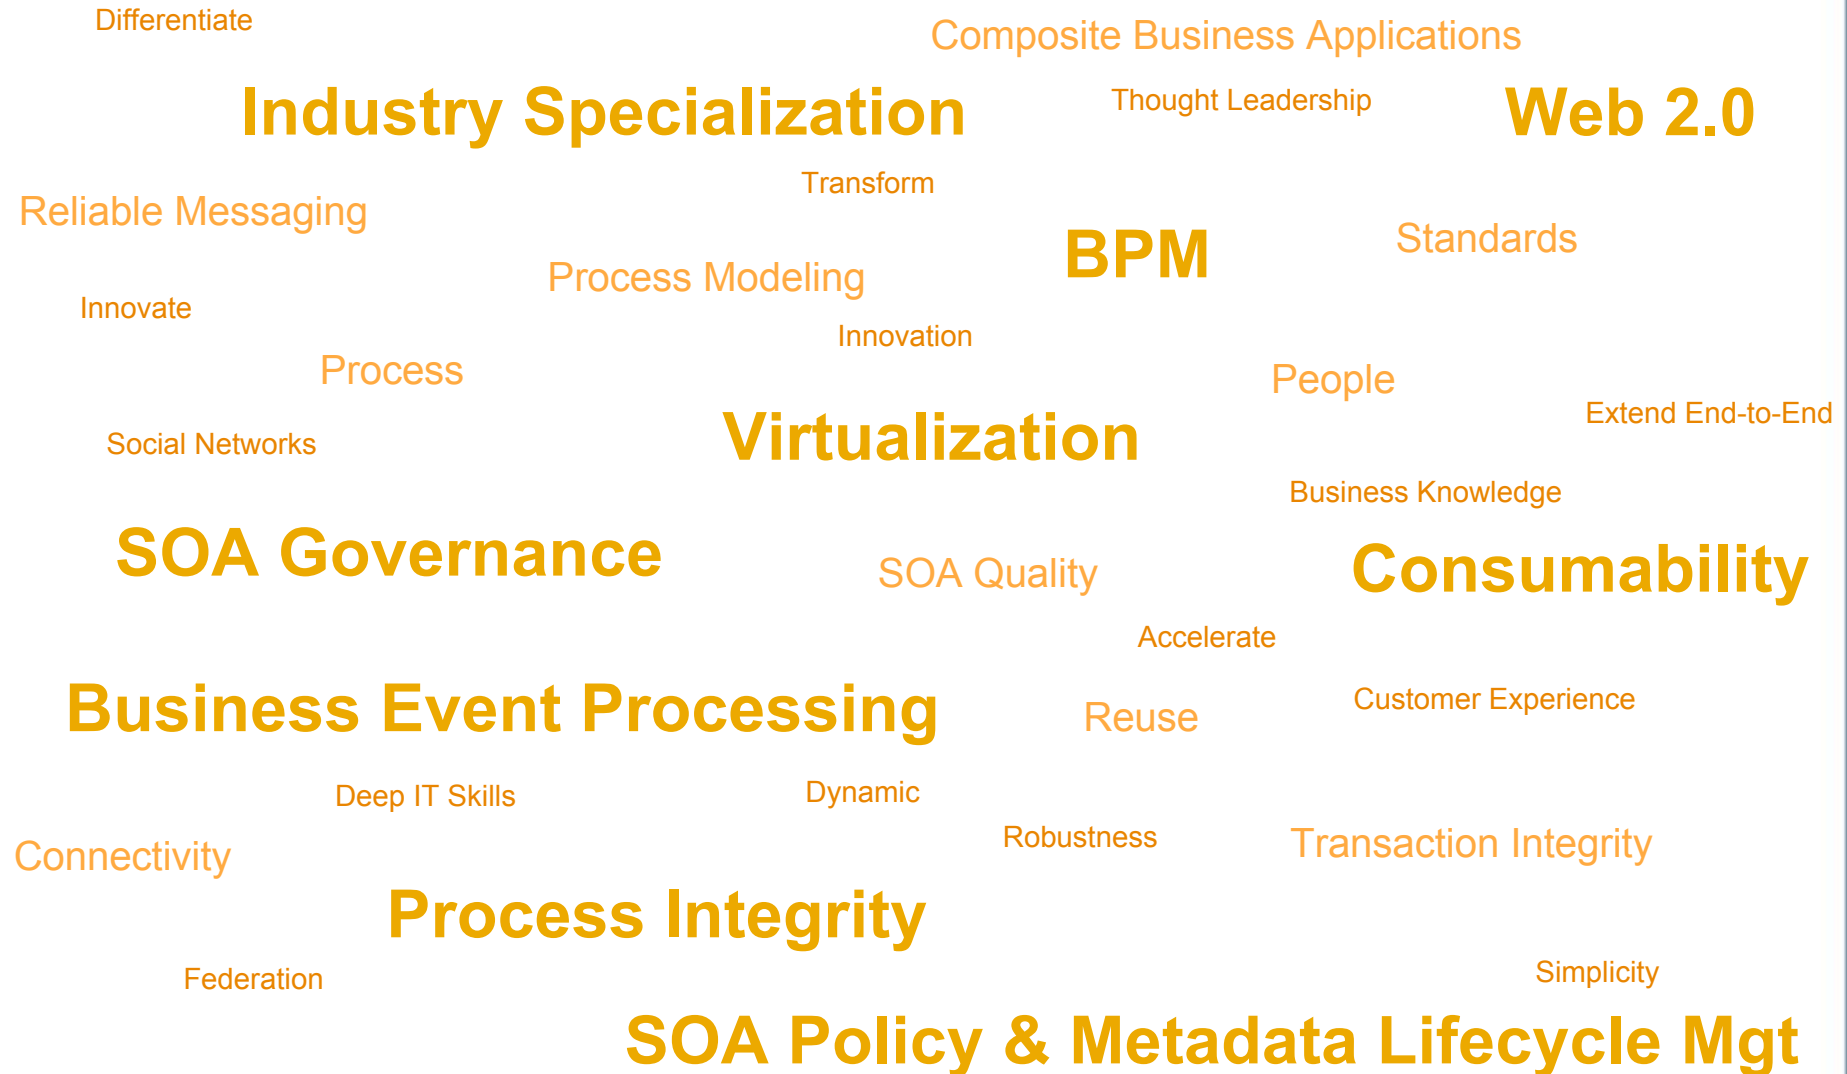 Differentiate
Composite Business Applications
Industry Specialization
Thought Leadership
Web 2.0
Transform
Reliable Messaging
BPM
Standards
Process Modeling
Innovate
Innovation
Process
People
Extend End-to-End
Social Networks
Virtualization
Business Knowledge
SOA Governance
SOA Quality
Consumability
Accelerate
Business Event Processing
Reuse
Customer Experience
Deep IT Skills
Dynamic
Robustness
Transaction Integrity
Connectivity
Process Integrity
Federation
Simplicity
SOA Policy & Metadata Lifecycle Mgt